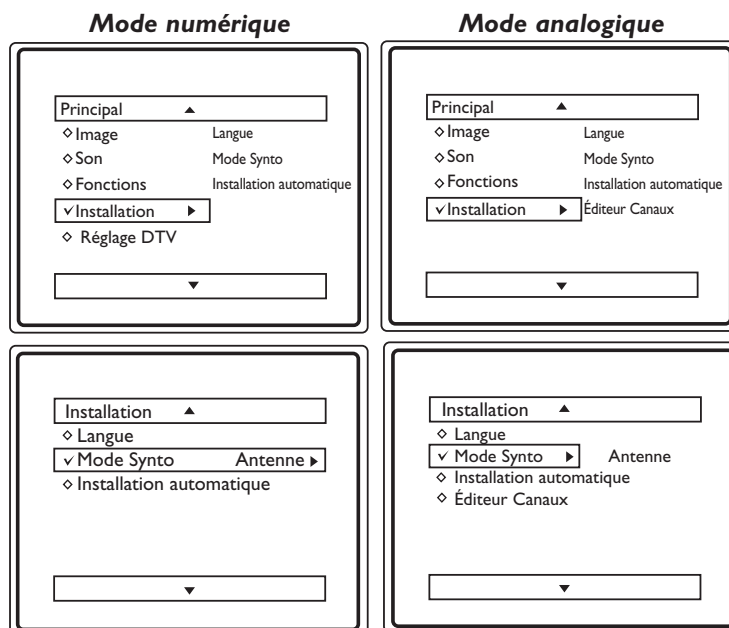 Mode numérique
Principal
Image Langue
Son Mode Synto
Fonctions Installation automatique
Installation
Réglage DTV
Mode analogique
Principal
Image Langue
Son Mode Synto
Fonctions Installation automatique
Installation Éditeur Canaux
Installation
Langue
Mode Synto Antenne
Installation automatique
Installation
Langue
Mode Synto Antenne
Installation automatique
Éditeur Canaux